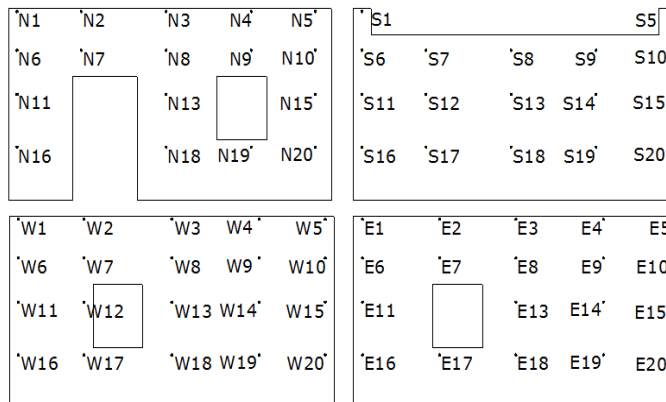 N1 N2 N3 N4 N5
N6 N7 N8 N9 N10
N11 N13 N15
N16 N18 N19 N20
S1 S5
S6 S7 S8 S9 S10
S11 S12 S13 S14 S15
S16 S17 S18 S19 S20
W1 W2 W3 W4 W5
W6 W7 W8 W9 W10
W11 W12 W13 W14 W15
W16 W17 W18 W19 W20
E1 E2 E3 E4 E5
E6 E7 E8 E9 E10
E11 E13 E14 E15
E16 E17 E18 E19 E20